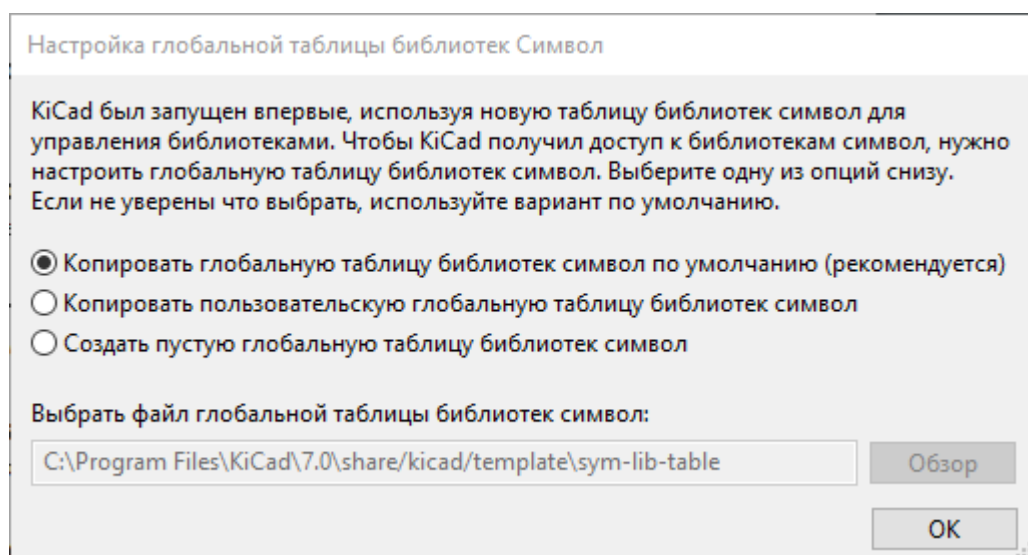 Настройка глобальной таблицы библиотек Символ
KiCad был запущен впервые, используя новую таблицу библиотек символ для
управления библиотеками. Чтобы KiCad получил доступ к библиотекам символ, нужно
настроить глобальную таблицу библиотек символ. Выберите одну из опций снизу.
Если не уверены что выбрать, используйте вариант по умолчанию.
Копировать глобальную таблицу библиотек символ по умолчанию (рекомендуется)
Копировать пользовательскую глобальную таблицу библиотек символ
Создать пустую глобальную таблицу библиотек символ
Выбрать файл глобальной таблицы библиотек символ:
C:\Program Files\KiCad\7.0\share/kicad/template\sym-lib-table
Обзор
OK